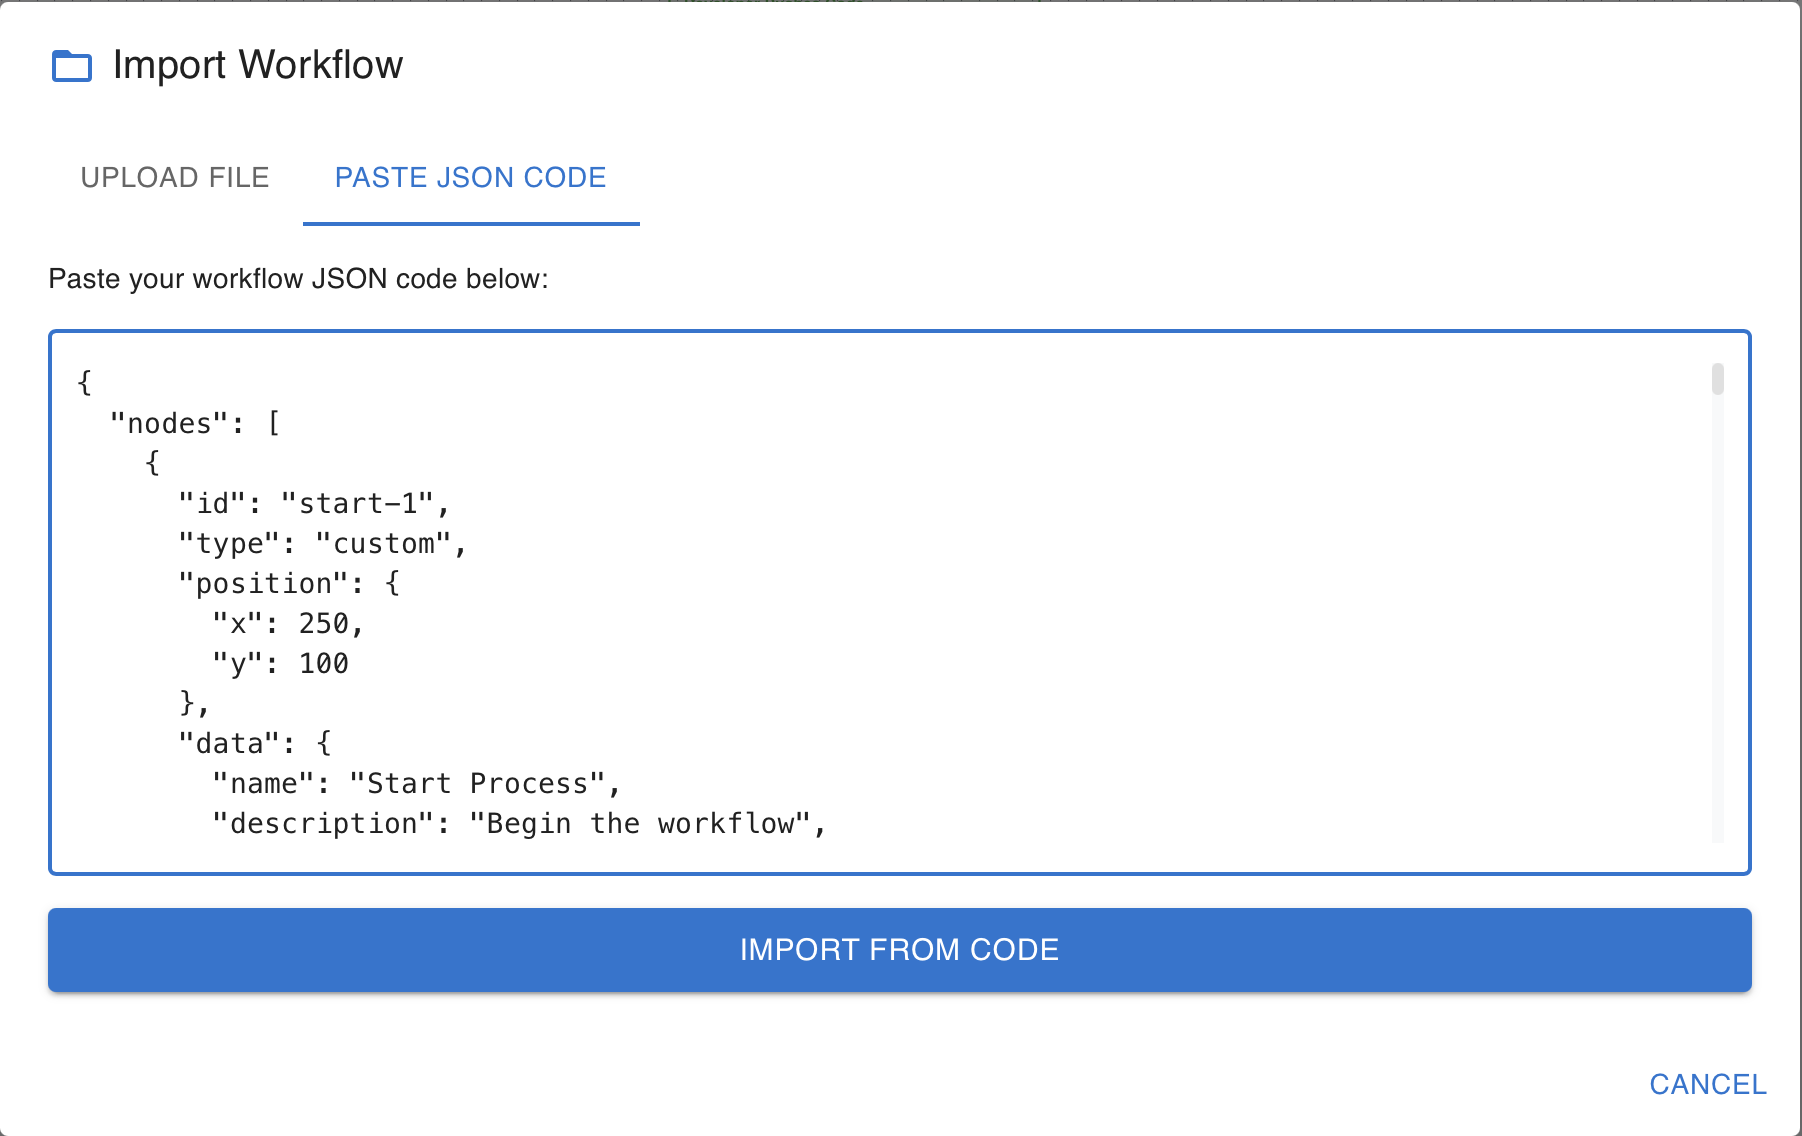 Import Workflow
UPLOAD FILE
PASTE JSON CODE
Paste your workflow JSON code below:
{
  "nodes": [
    {
      "id": "start-1",
      "type": "custom",
      "position": {
        "x": 250,
        "y": 100
      },
      "data": {
        "name": "Start Process",
        "description": "Begin the workflow",
IMPORT FROM CODE
CANCEL